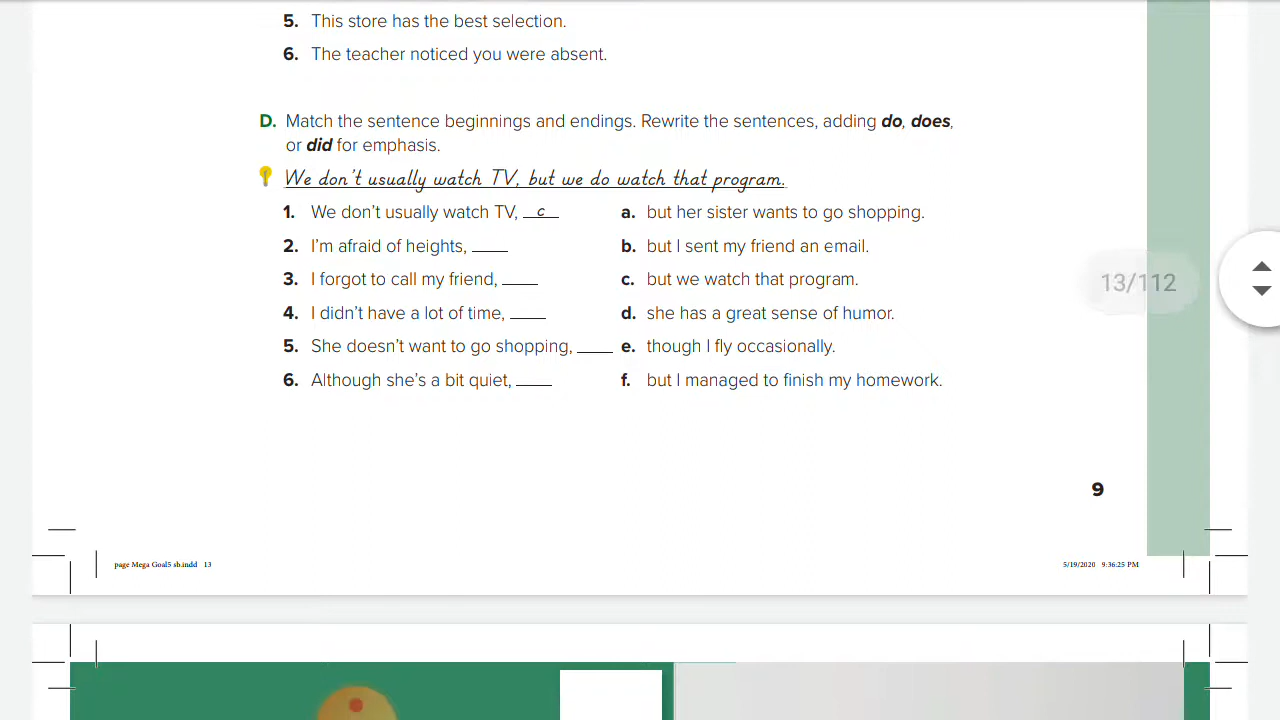 5. This store has the best selection.
6. The teacher noticed you were absent.
D. Match the sentence beginnings and endings. Rewrite the sentences, adding do, does,
or did for emphasis.
We don't usually watch TV, but we do watch that program.
1. We don't usually watch TV, c a. but her sister wants to go shopping.
2. I'm afraid of heights, ____ b. but I sent my friend an email.
3. I forgot to call my friend, ____ c. but we watch that program.
4. I didn't have a lot of time, ____ d. she has a great sense of humor.
5. She doesn't want to go shopping, ____ e. though I fly occasionally.
6. Although she's a bit quiet, ____ f. but I managed to finish my homework.
13/112
9
page Mega Goal5 sb.indd 13 5/19/2020 9:36:25 PM